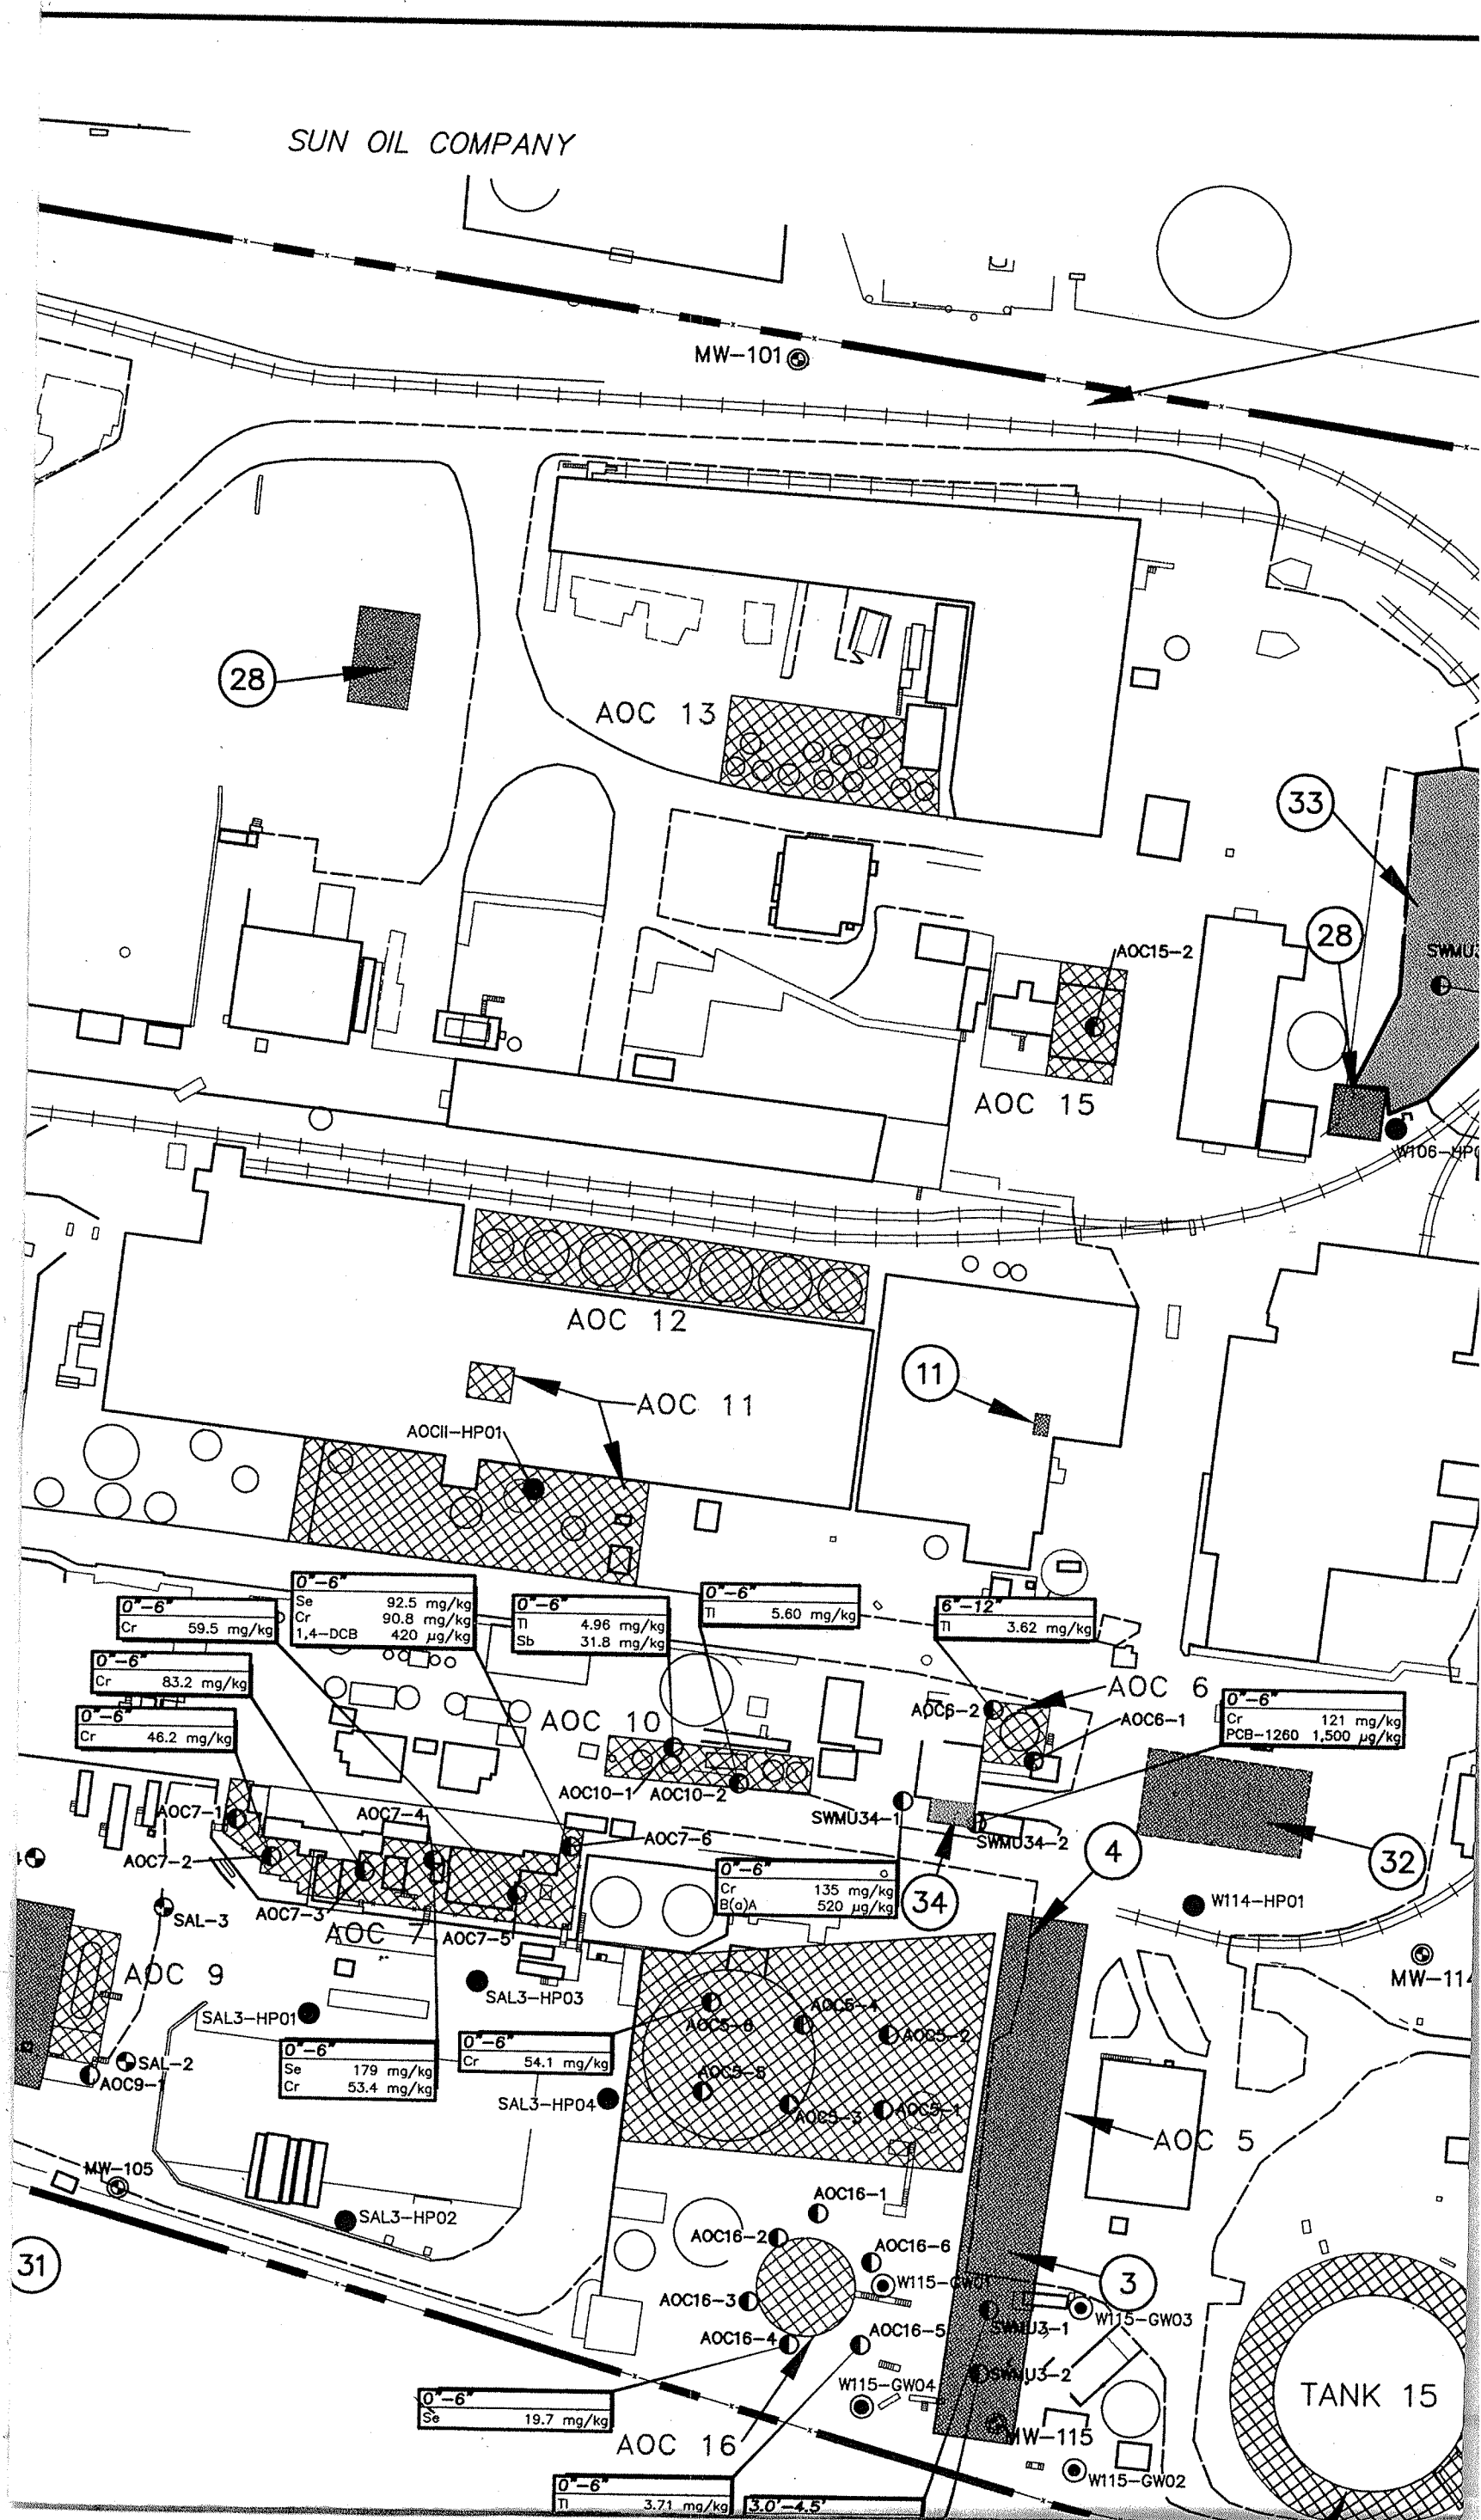 SUN OIL COMPANY
MW-101
28
AOC 13
33
28
AOC15-2
AOC 15
W106-HP
AOC 12
11
AOC 11
AOC11-HP01
0"-6"
Cr 59.5 mg/kg
0"-6"
Se 92.5 mg/kg
Cr 90.8 mg/kg
1,4-DCB 420 µg/kg
0"-6"
Tl 4.96 mg/kg
Sb 31.8 mg/kg
0"-6"
Tl 5.60 mg/kg
6"-12"
Tl 3.62 mg/kg
0"-6"
Cr 83.2 mg/kg
0"-6"
Cr 46.2 mg/kg
AOC 10
AOC6-2
AOC 6
AOC6-1
0"-6"
Cr 121 mg/kg
PCB-1260 1,500 µg/kg
AOC10-1
AOC10-2
AOC7-1
AOC7-4
AOC7-6
SWMU34-1
SWMU34-2
AOC7-2
4
32
0"-6"
Cr 135 mg/kg
B(a)A 520 µg/kg
34
W114-HP01
SAL-3
AOC7-3
AOC 7
AOC7-5
AOC 9
MW-114
SAL3-HP03
SAL3-HP01
AOC5-6
AOC5-4
AOC5-2
0"-6"
Se 179 mg/kg
Cr 53.4 mg/kg
0"-6"
Cr 54.1 mg/kg
SAL-2
AOC9-1
AOC5-5
SAL3-HP04
AOC5-3
AOC5-1
AOC 5
MW-105
SAL3-HP02
AOC16-1
AOC16-2
AOC16-6
31
W115-GW01
3
AOC16-3
SWMU3-1
W115-GW03
AOC16-4
AOC16-5
SWMU3-2
W115-GW04
TANK 15
0"-6"
Se 19.7 mg/kg
AOC 16
MW-115
W115-GW02
0"-6"
Tl 3.71 mg/kg
3.0'-4.5'